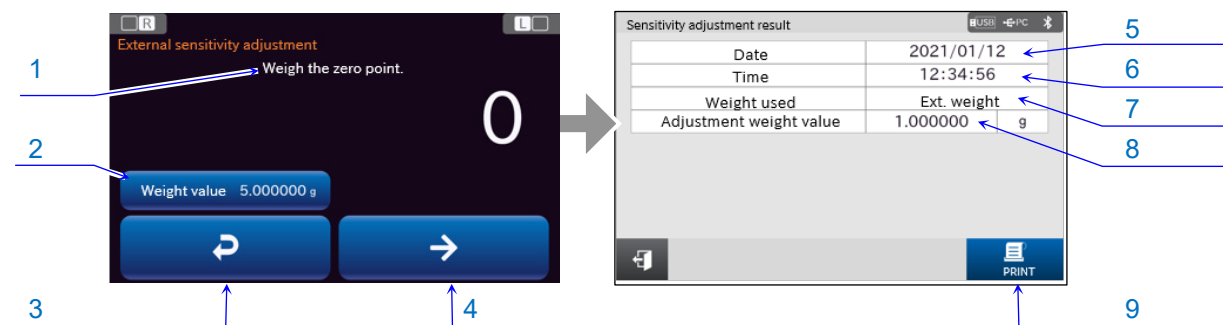 R L
External sensitivity adjustment
Weigh the zero point.
0
Weight value 5.000000 g
1
2
3
4
Sensitivity adjustment result
USB PC
Date 2021/01/12
Time 12:34:56
Weight used Ext. weight
Adjustment weight value 1.000000 g
PRINT
5
6
7
8
9